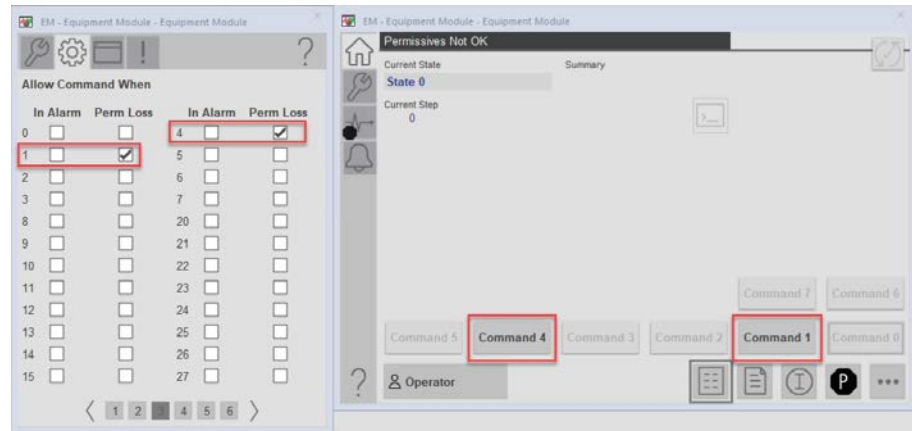 EM - Equipment Module - Equipment Module
?
Allow Command When
In Alarm Perm Loss In Alarm Perm Loss
0 4
1 5
2 6
3 7
8 20
9 21
10 22
11 23
12 24
13 25
14 26
15 27
1 2 3 4 5 6
EM - Equipment Module - Equipment Module
Permissives Not OK
Current State Summary
State 0
Current Step
0
Command 7 Command 6
Command 5 Command 4 Command 3 Command 2 Command 1 Command 0
? Operator I P